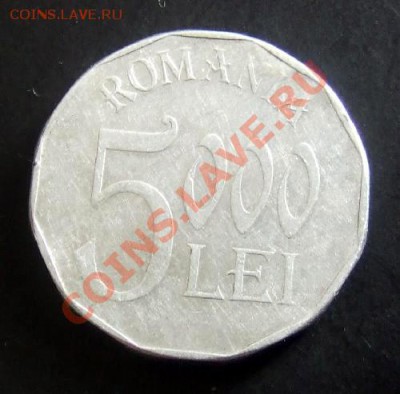 COINS.LAVE.RU
ROMANIA
5000
LEI
COINS.LAVE.RU